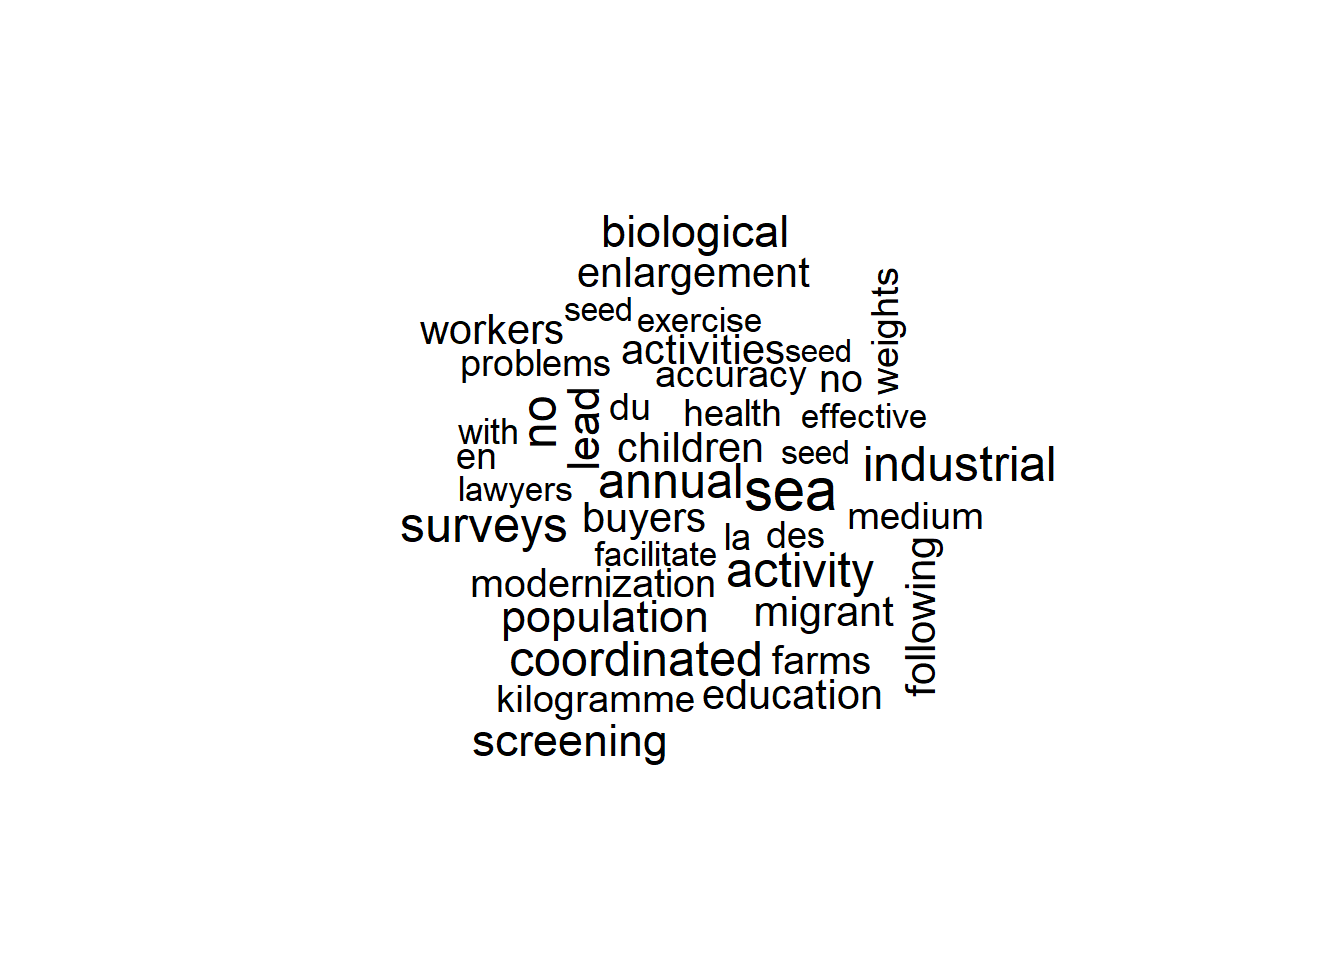 biological
enlargement
weights
seed
exercise
workers
activities
seed
problems
accuracy
no
no
lead
du
health
effective
with
children
seed
industrial
en
annual
sea
lawyers
surveys
buyers
medium
la
des
facilitate
activity
following
modernization
population
migrant
coordinated
farms
kilogramme
education
screening